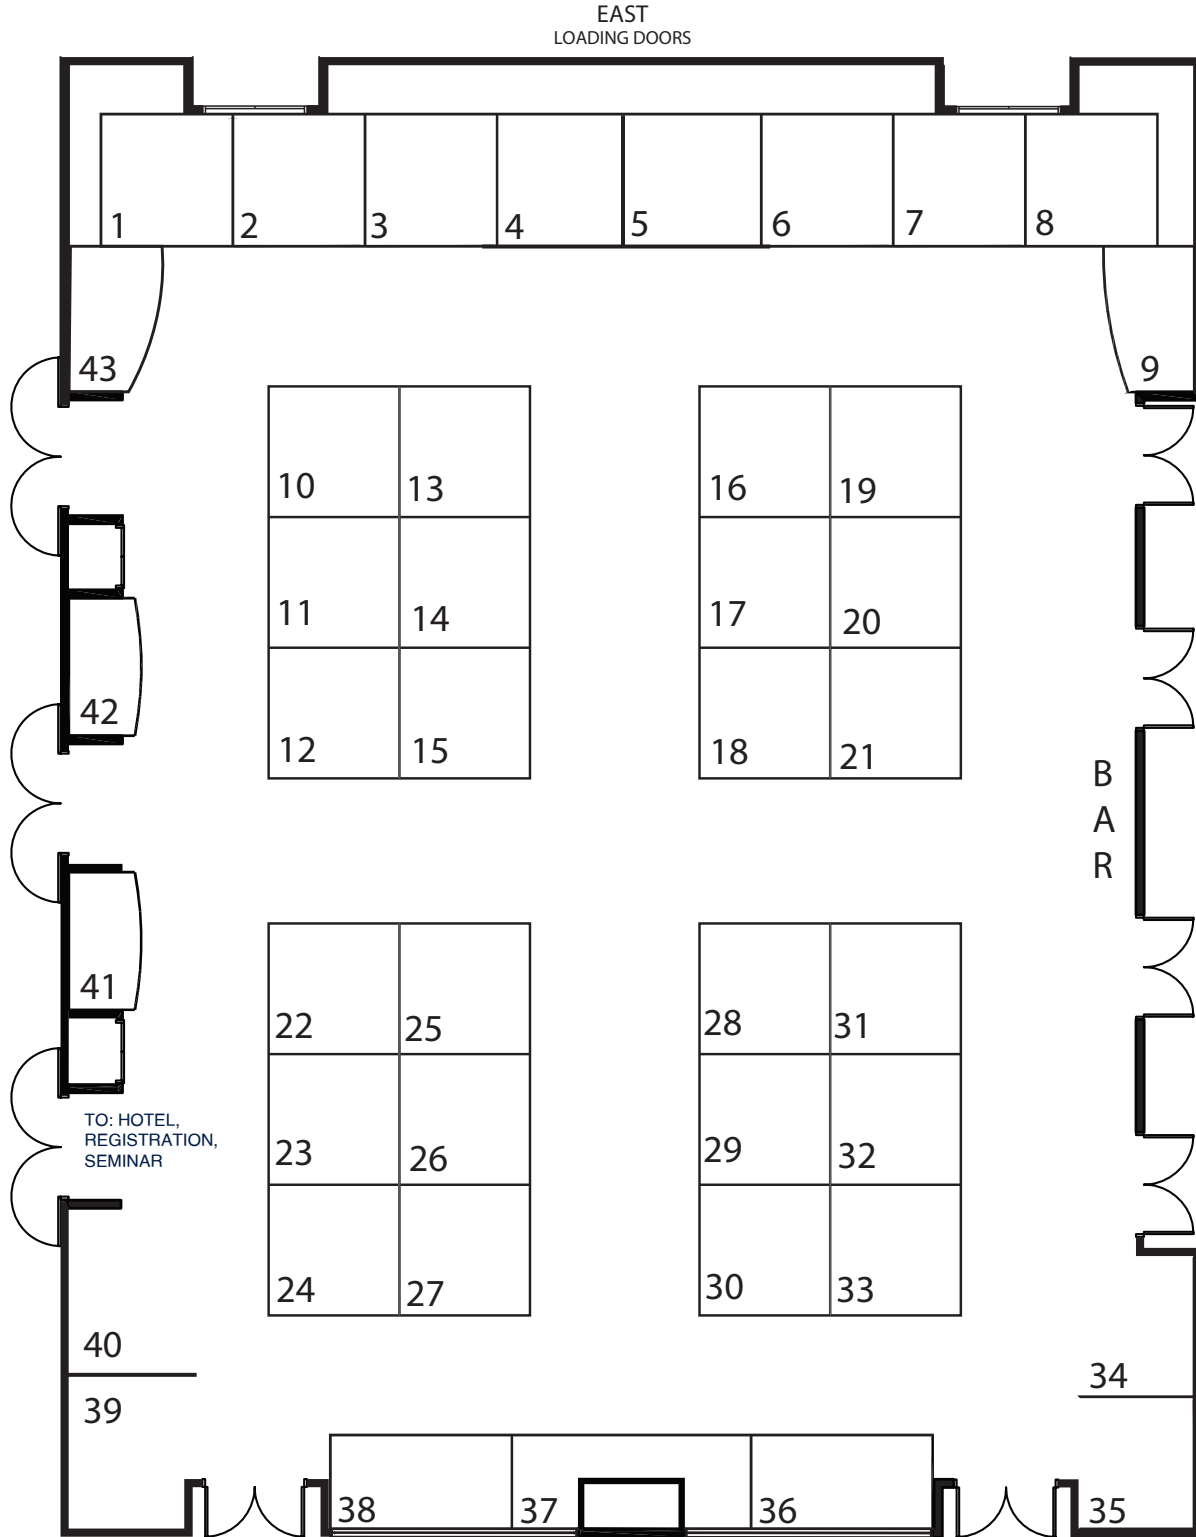 EAST
LOADING DOORS
1 2 3 4 5 6 7 8
43 9
10 13 16 19
11 14 17 20
42
12 15 18 21
B
A
R
41
22 25 28 31
TO: HOTEL,
REGISTRATION,
SEMINAR
23 26 29 32
24 27 30 33
40
34
39
38 37 36 35